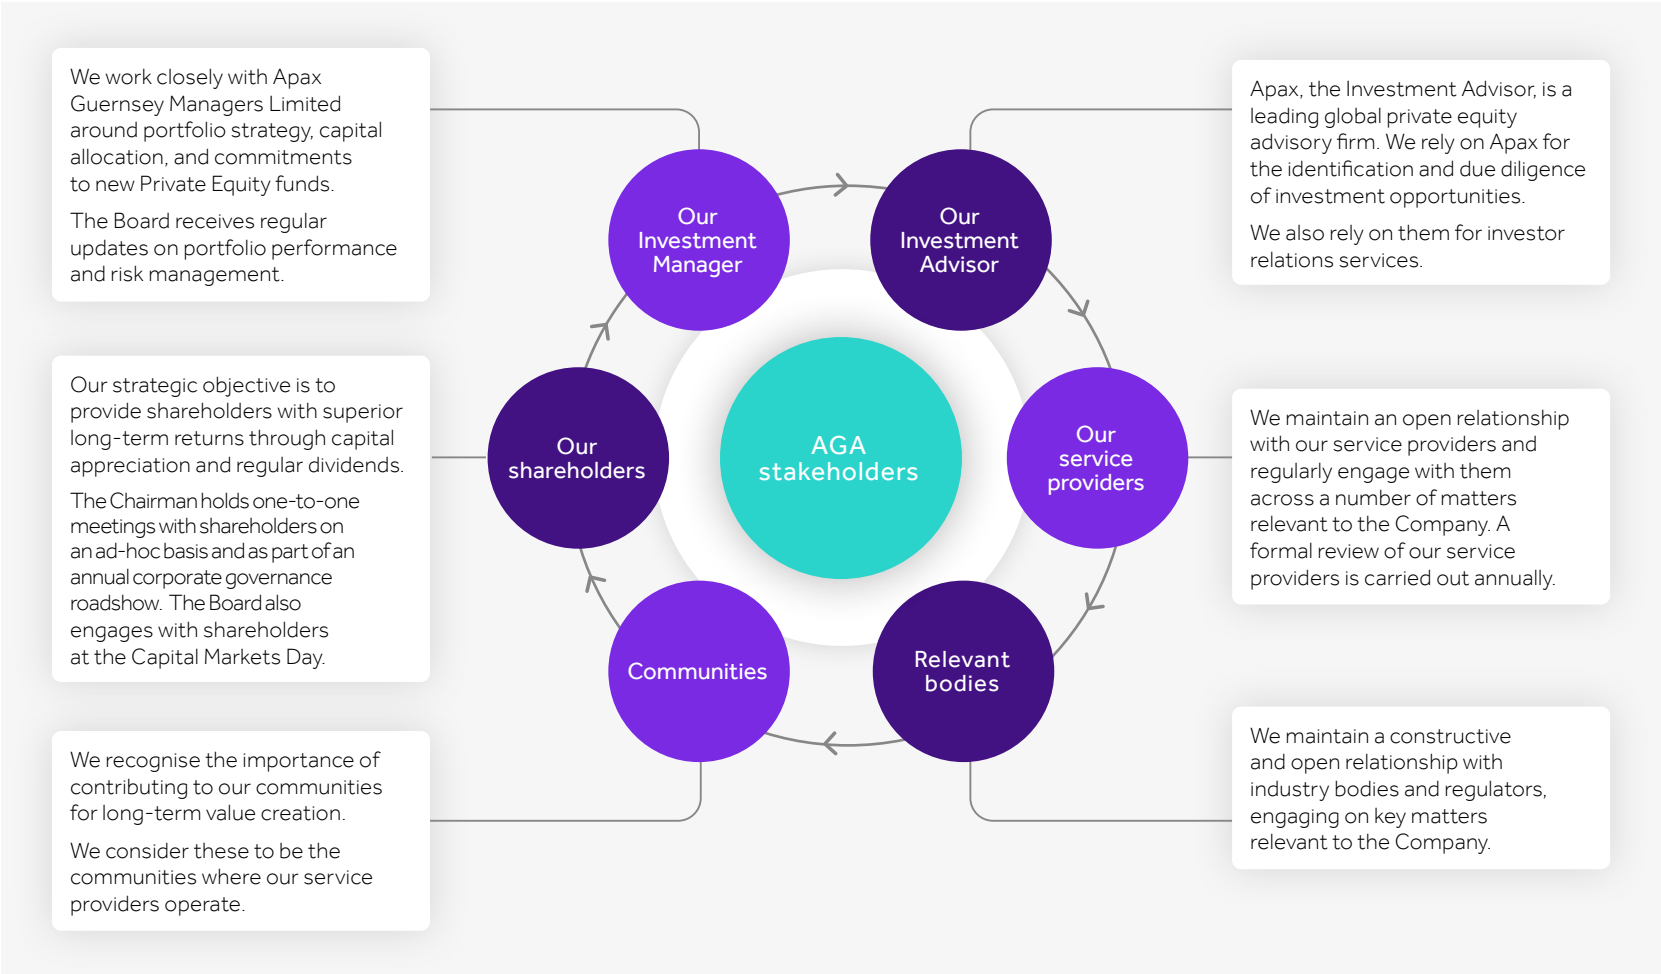 We work closely with Apax
Guernsey Managers Limited
around portfolio strategy, capital
allocation, and commitments
to new Private Equity funds.
The Board receives regular
updates on portfolio performance
and risk management.
Our strategic objective is to
provide shareholders with superior
long-term returns through capital
appreciation and regular dividends.
The Chairman holds one-to-one
meetings with shareholders on
an ad-hoc basis and as part of an
annual corporate governance
roadshow. The Board also
engages with shareholders
at the Capital Markets Day.
We recognise the importance of
contributing to our communities
for long-term value creation.
We consider these to be the
communities where our service
providers operate.
Our
Investment
Manager
Our
Investment
Advisor
Our
shareholders
AGA
stakeholders
Our
service
providers
Communities
Relevant
bodies
Apax, the Investment Advisor, is a
leading global private equity
advisory firm. We rely on Apax for
the identification and due diligence
of investment opportunities.
We also rely on them for investor
relations services.
We maintain an open relationship
with our service providers and
regularly engage with them
across a number of matters
relevant to the Company. A
formal review of our service
providers is carried out annually.
We maintain a constructive
and open relationship with
industry bodies and regulators,
engaging on key matters
relevant to the Company.